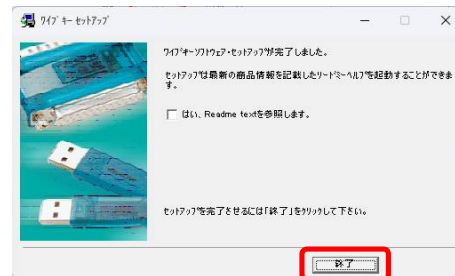 ﾜｲﾌﾟ ｷｰ ｾｯﾄｱｯﾌﾟ
ﾜｲﾌﾟｷｰｿﾌﾄｳｪｱ･ｾｯﾄｱｯﾌﾟが完了しました。
ｾｯﾄｱｯﾌﾟは最新の商品情報を記載したﾘｰﾄﾞﾐｰﾍﾙﾌﾟを起動することができま
す。
はい、Readme textを参照します。
ｾｯﾄｱｯﾌﾟを完了させるには「終了」をｸﾘｯｸして下さい。
終了